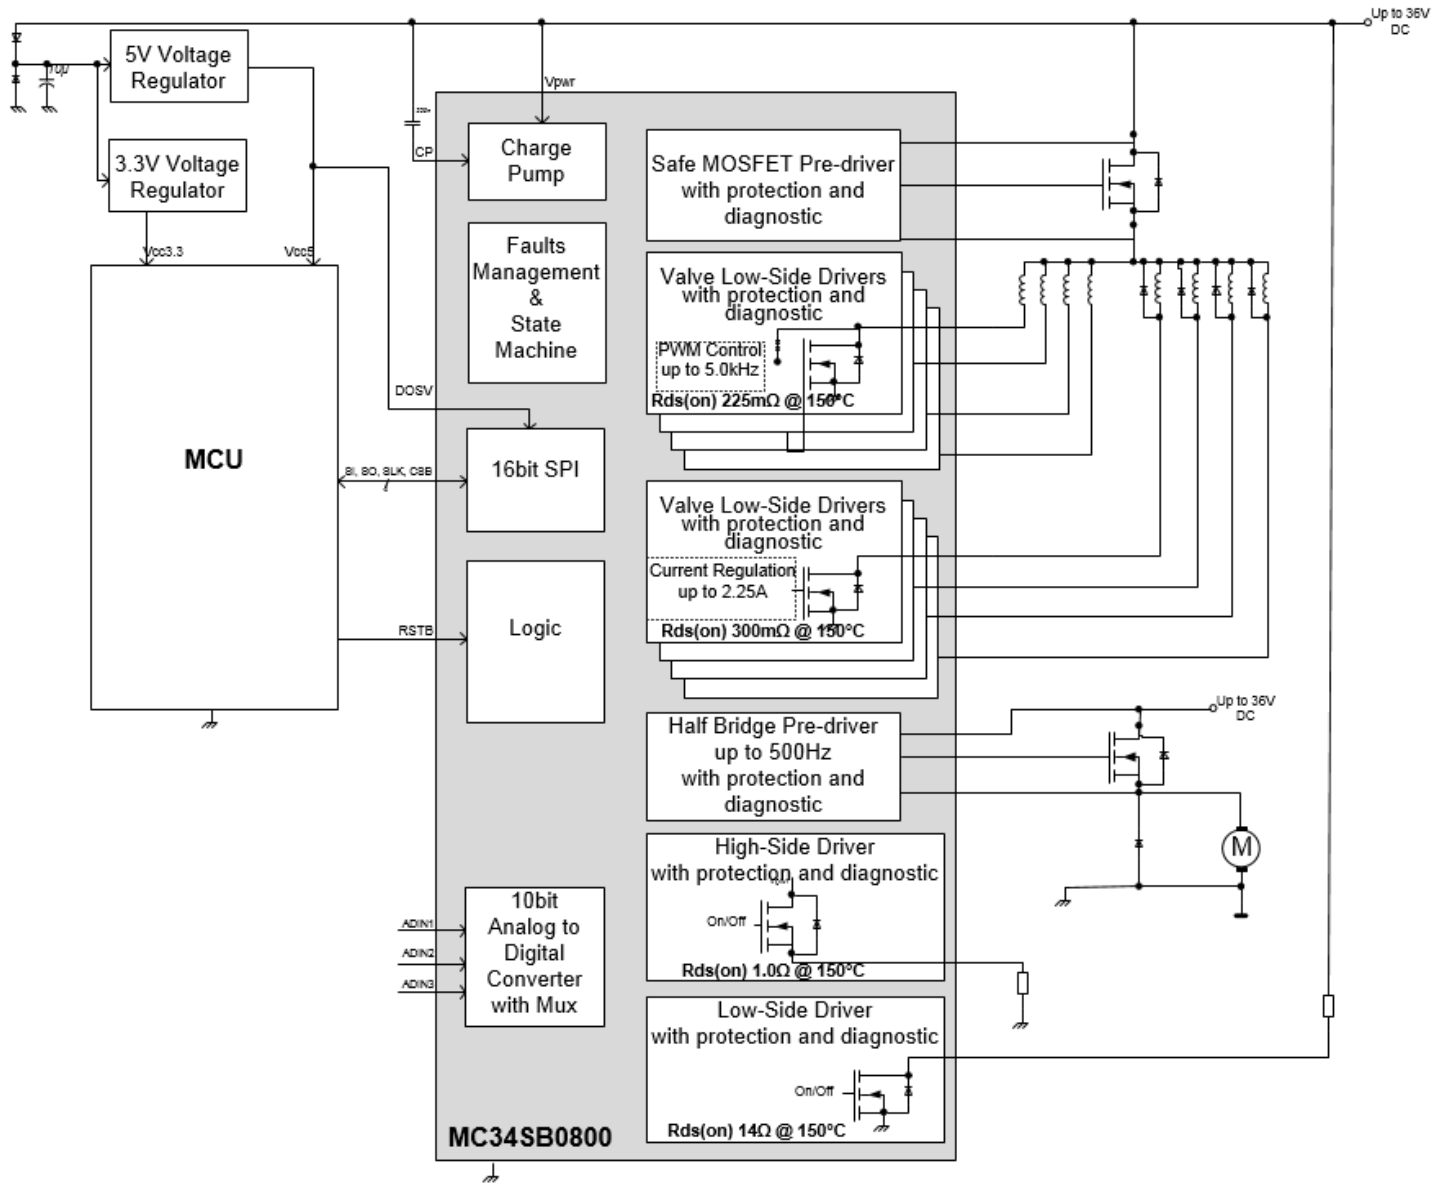 Up to 36V
DC
5V Voltage
Regulator
10µ
Vpwr
3.3V Voltage
Regulator
CP
Charge
Pump
Safe MOSFET Pre-driver
with protection and
diagnostic
Vcc3.3
Vcc5
Faults
Management
&
State
Machine
Valve Low-Side Drivers
with protection and
diagnostic
PWM Control
up to 5.0kHz
Rds(on) 225mΩ @ 150°C
DOSV
MCU
SI, SO, SLK, CSB
16bit SPI
Valve Low-Side Drivers
with protection and
diagnostic
Current Regulation
up to 2.25A
Rds(on) 300mΩ @ 150°C
RSTB
Logic
Half Bridge Pre-driver
up to 500Hz
with protection and
diagnostic
Up to 36V
DC
M
High-Side Driver
with protection and diagnostic
On/Off
Rds(on) 1.0Ω @ 150°C
ADIN1
ADIN2
ADIN3
10bit
Analog to
Digital
Converter
with Mux
Low-Side Driver
with protection and diagnostic
On/Off
Rds(on) 14Ω @ 150°C
MC34SB0800